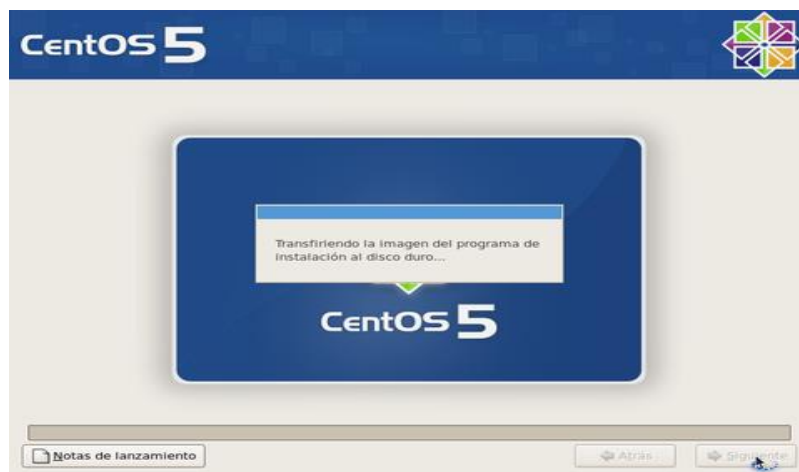 CentOS 5
Transfiriendo la imagen del programa de
instalación al disco duro...
CentOS 5
Notas de lanzamiento
Atrás
Siguiente